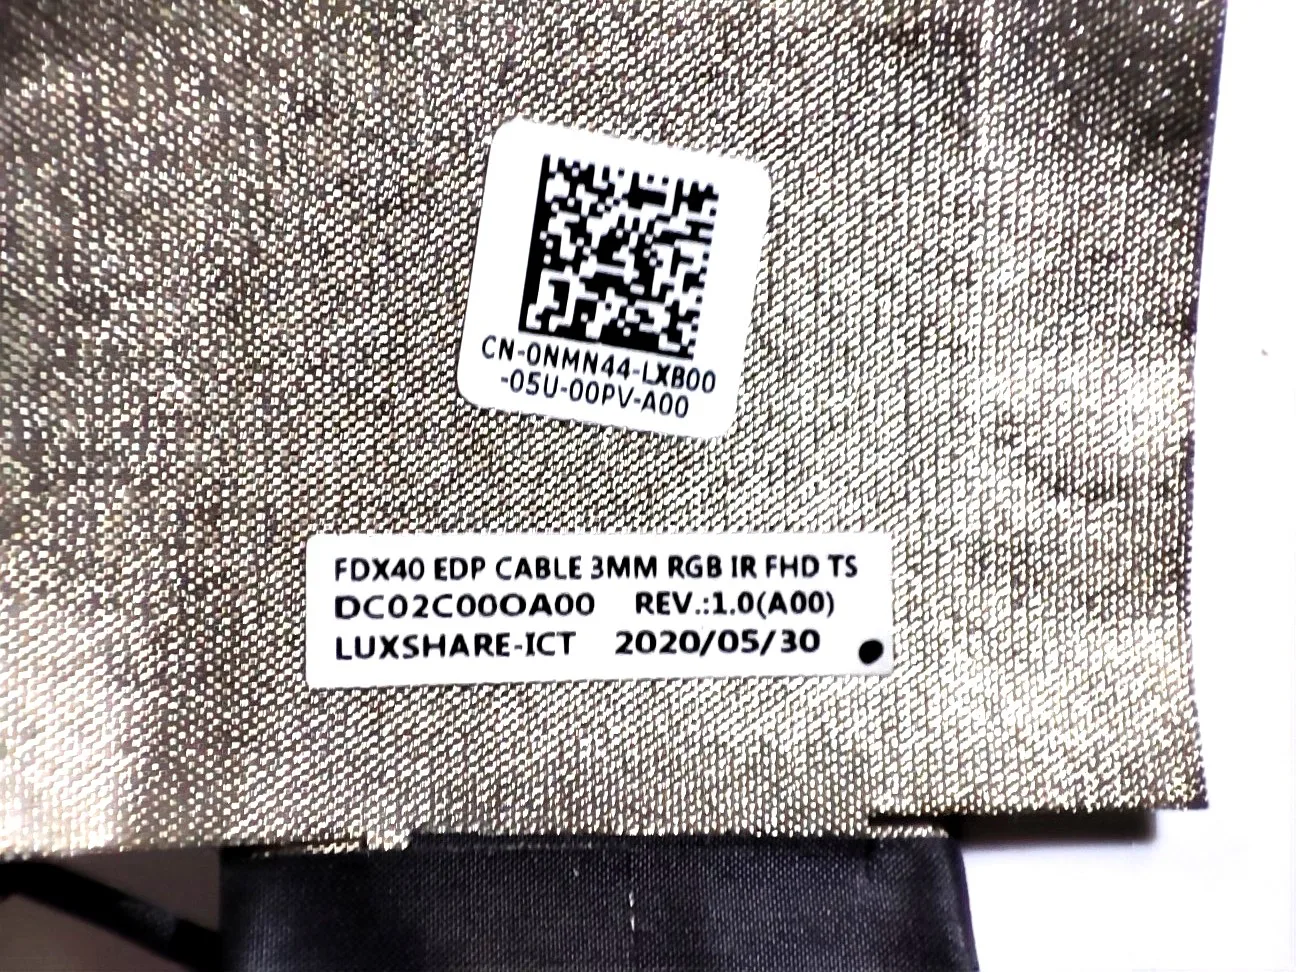 CN-0NMN44-LXB00
-05U-00PV-A00
FDX40 EDP CABLE 3MM RGB IR FHD TS
DC02C00OA00 REV.:1.0(A00)
LUXSHARE-ICT 2020/05/30